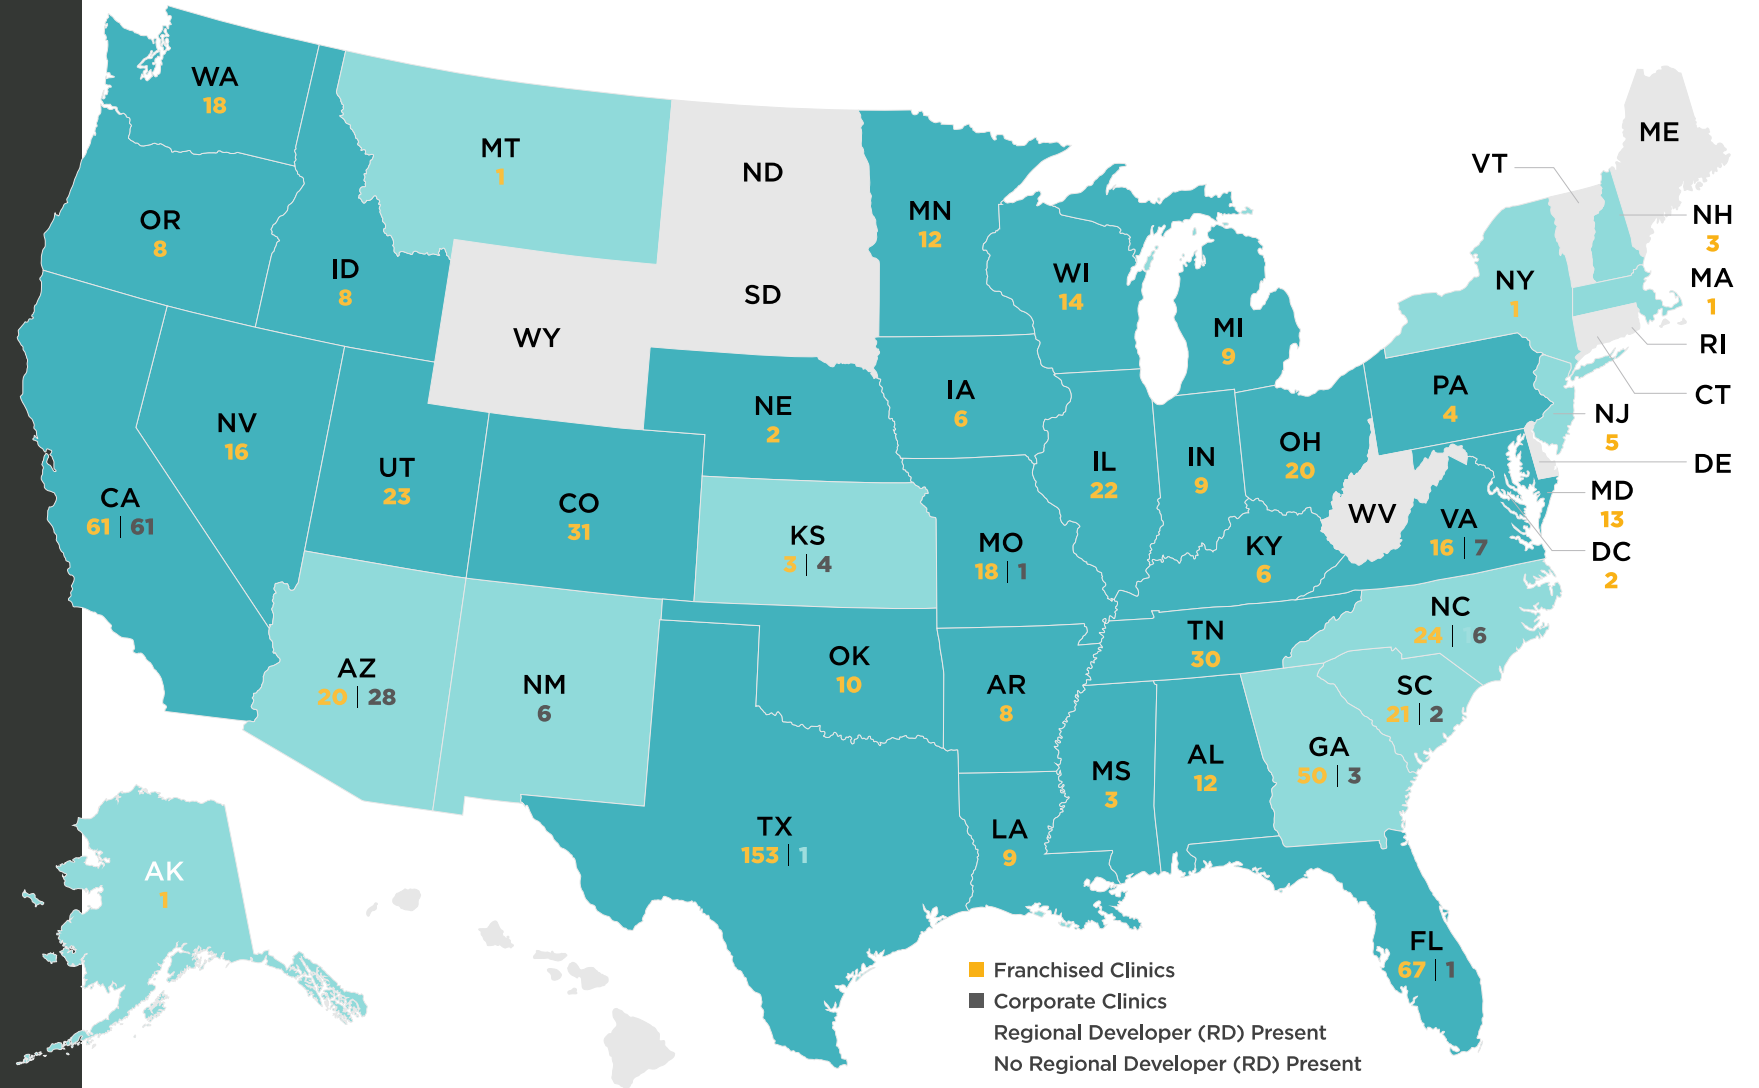 WA
18
MT
1
ND
ME
VT
OR
8
MN
12
NH
3
ID
8
WI
14
NY
1
MA
1
SD
WY
MI
9
RI
PA
4
CT
IA
6
NE
2
NJ
5
NV
16
OH
20
IN
9
IL
22
DE
UT
23
CA
61 | 61
CO
31
MD
13
WV
VA
16 | 7
KS
3 | 4
MO
18 | 1
KY
6
DC
2
NC
24 | 6
TN
30
AZ
20 | 28
OK
10
NM
6
AR
8
SC
21 | 2
GA
50 | 3
AL
12
MS
3
TX
153 | 1
LA
9
AK
1
FL
67 | 1
Franchised Clinics
Corporate Clinics
Regional Developer (RD) Present
No Regional Developer (RD) Present